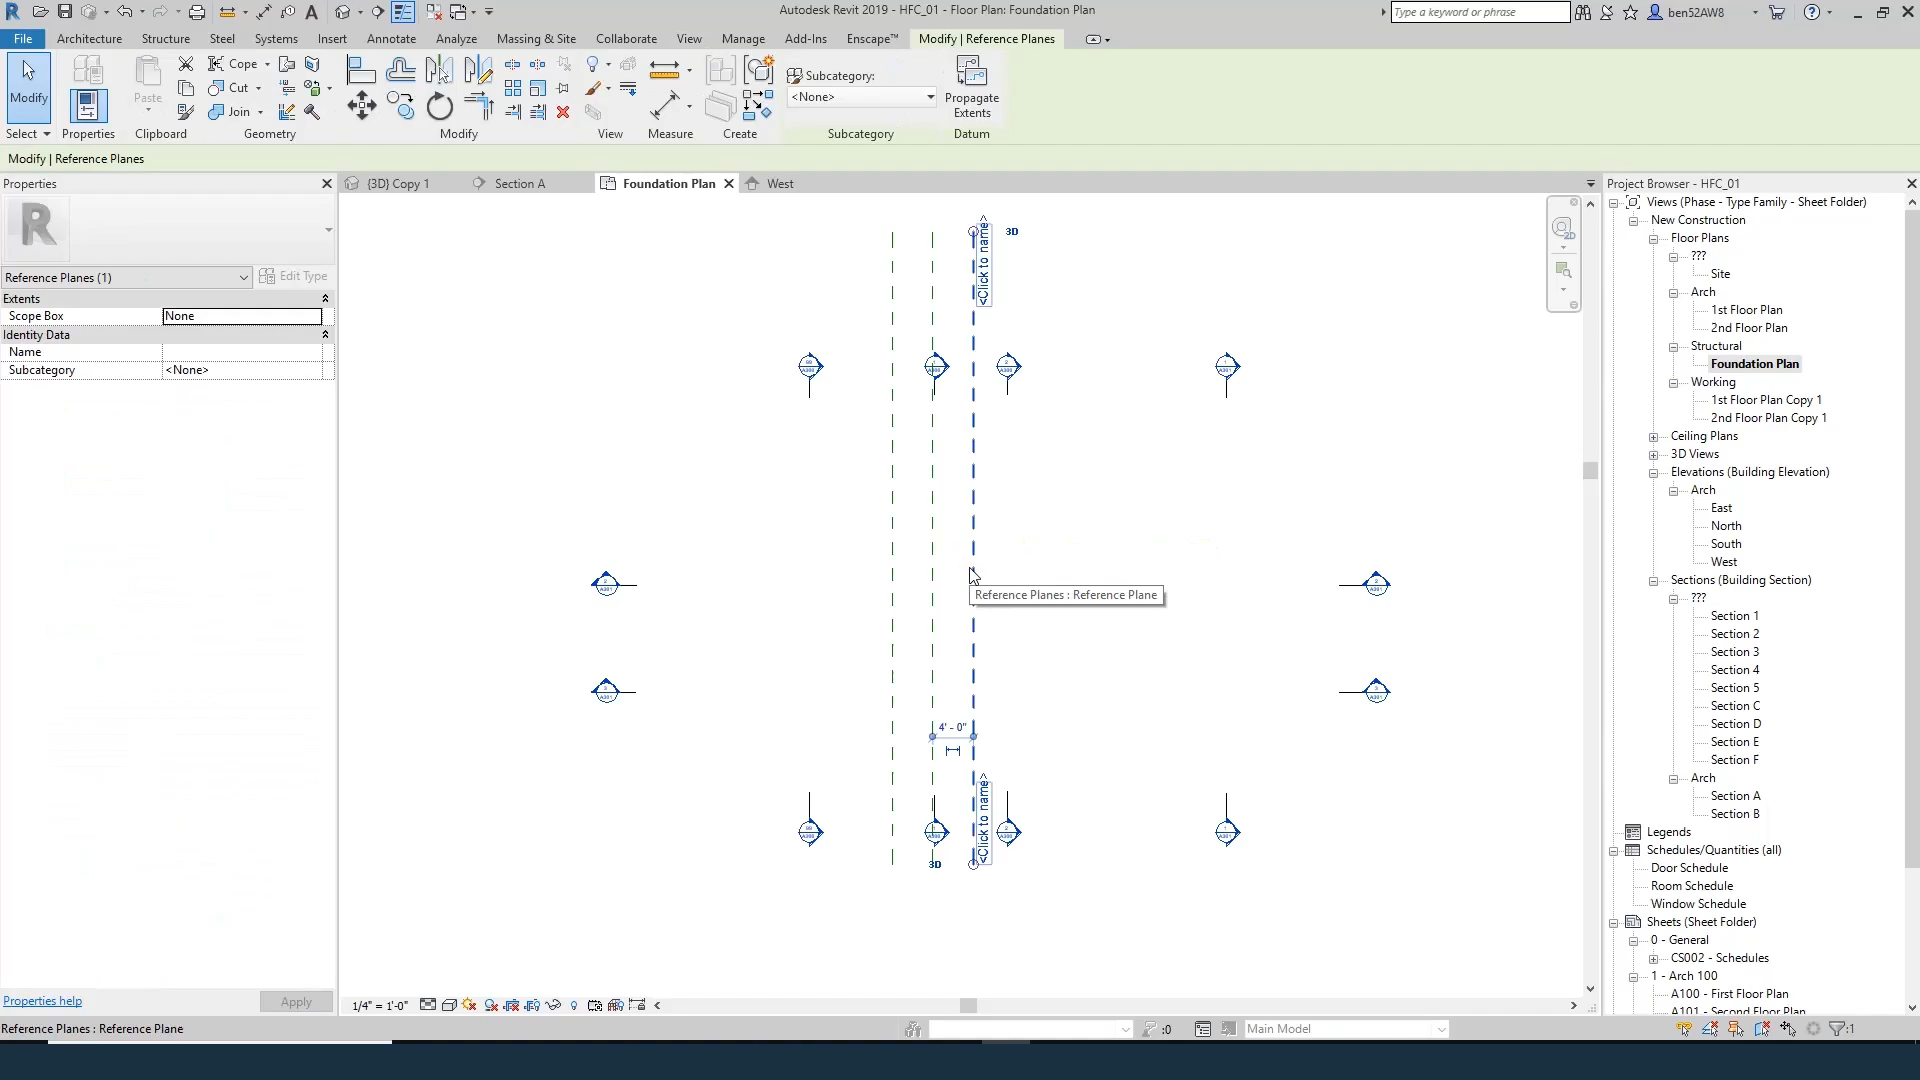 Autodesk Revit 2019 - HFC_01 - Floor Plan: Foundation Plan
Type a keyword or phrase
ben52AW8
File Architecture Structure Steel Systems Insert Annotate Analyze Massing & Site Collaborate View Manage Add-Ins Enscape™ Modify | Reference Planes
Modify
Paste
Cope
Cut
Join
Subcategory:
<None>
Propagate
Extents
Select Properties Clipboard Geometry Modify View Measure Create Subcategory Datum
Modify | Reference Planes
Properties
{3D} Copy 1 Section A Foundation Plan West
Project Browser - HFC_01
Reference Planes (1) Edit Type
Extents
Scope Box None
Identity Data
Name
Subcategory <None>
<Click to name>
3D
2D
Reference Planes : Reference Plane
4' - 0"
<Click to name>
3D
Views (Phase - Type Family - Sheet Folder)
New Construction
Floor Plans
???
Site
Arch
1st Floor Plan
2nd Floor Plan
Structural
Foundation Plan
Working
1st Floor Plan Copy 1
2nd Floor Plan Copy 1
Ceiling Plans
3D Views
Elevations (Building Elevation)
Arch
East
North
South
West
Sections (Building Section)
???
Section 1
Section 2
Section 3
Section 4
Section 5
Section C
Section D
Section E
Section F
Arch
Section A
Section B
Legends
Schedules/Quantities (all)
Door Schedule
Room Schedule
Window Schedule
Sheets (Sheet Folder)
0 - General
CS002 - Schedules
1 - Arch 100
A100 - First Floor Plan
A101 - Second Floor Plan
Properties help Apply
1/4" = 1'-0"
Reference Planes : Reference Plane
:0
Main Model
:1